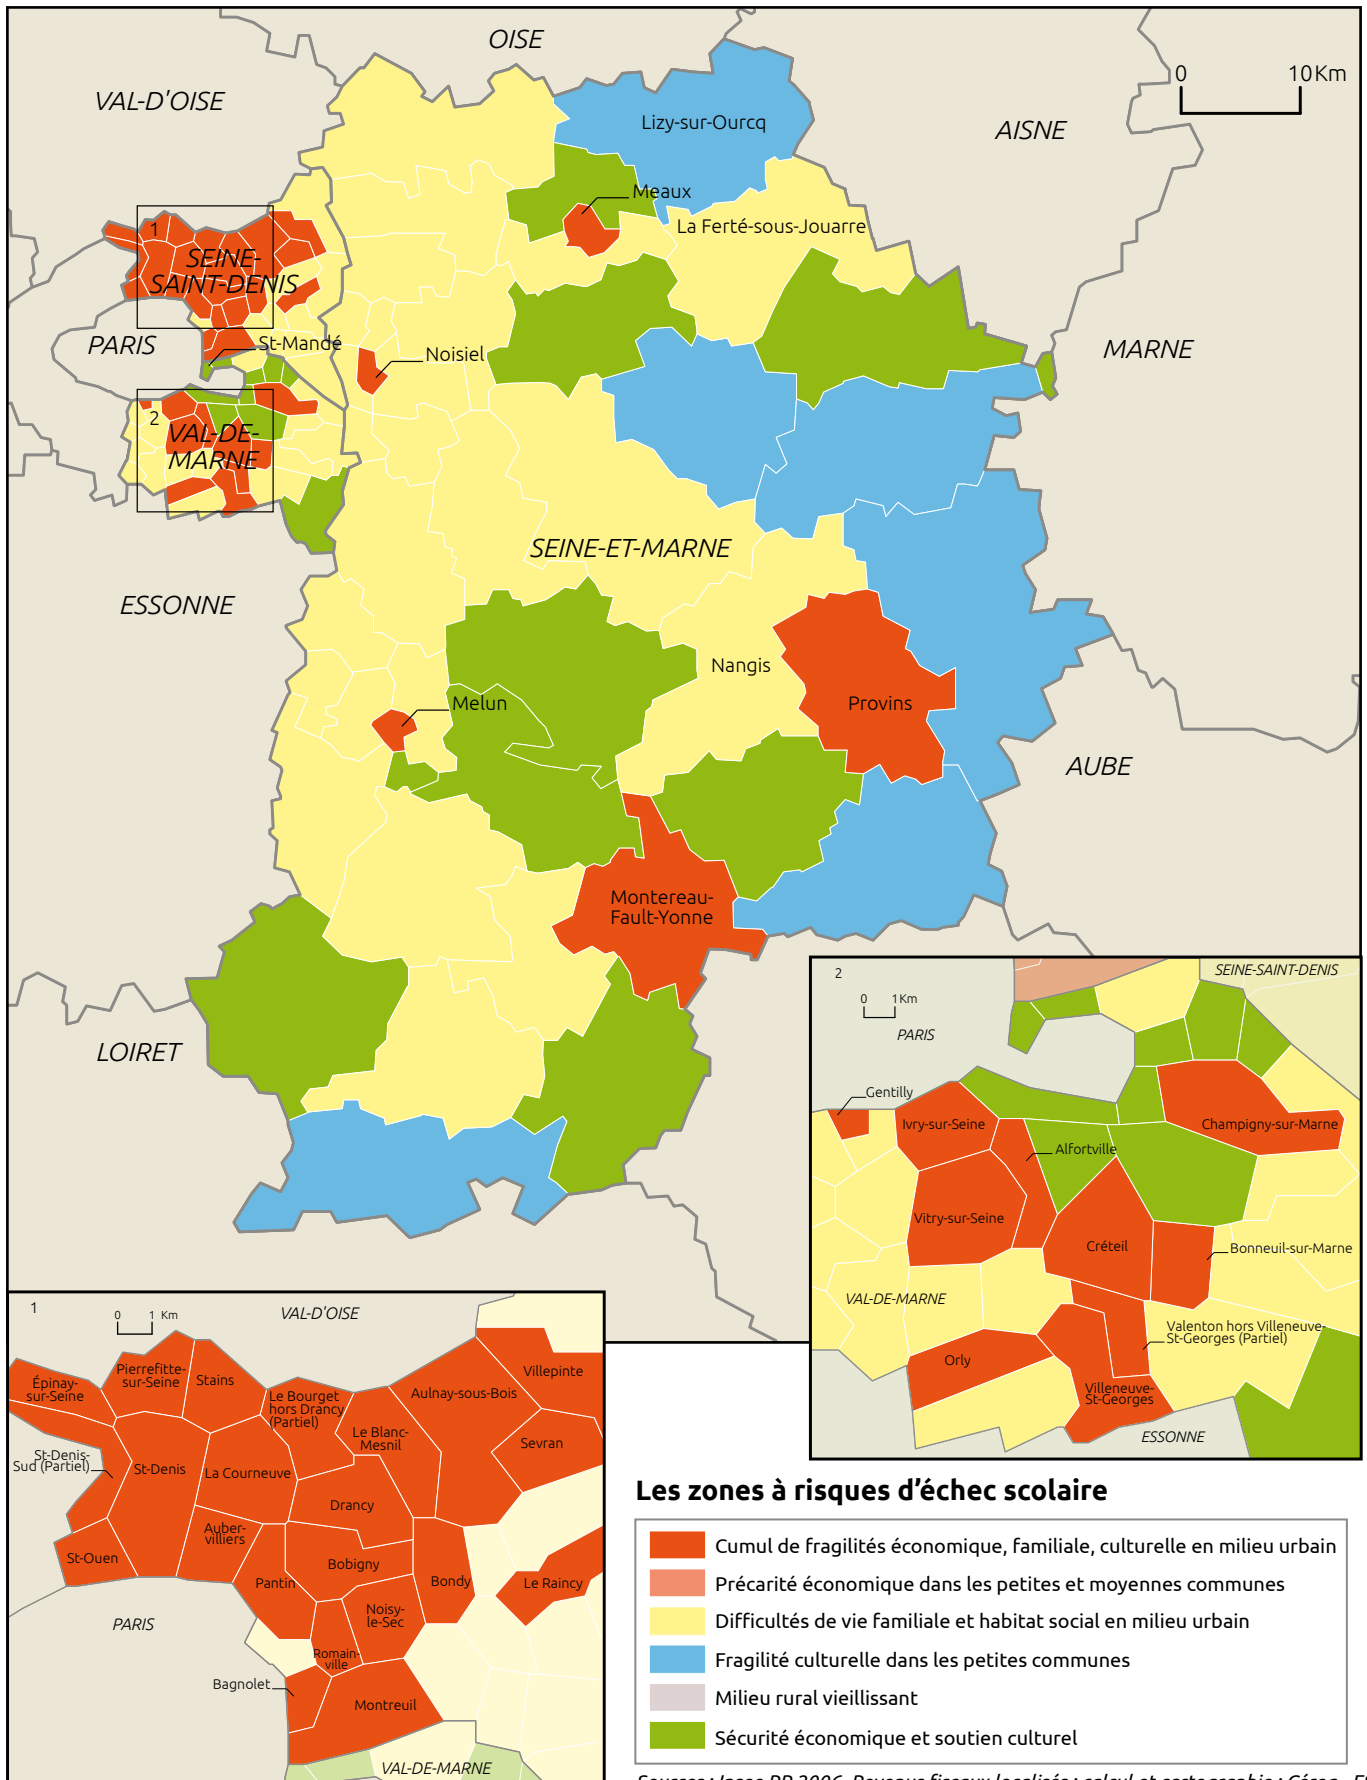 OISE
VAL-D'OISE
0 10 Km
AISNE
Lizy-sur-Ourcq
Meaux
La Ferté-sous-Jouarre
1
SEINE-
SAINT-DENIS
PARIS
St-Mandé
Noisiel
MARNE
2
VAL-DE-
MARNE
SEINE-ET-MARNE
ESSONNE
Nangis
Provins
Melun
AUBE
Montereau-
Fault-Yonne
LOIRET
2
0 1 Km
SEINE-SAINT-DENIS
PARIS
Gentilly
Ivry-sur-Seine
Champigny-sur-Marne
Alfortville
Vitry-sur-Seine
Créteil
Bonneuil-sur-Marne
VAL-DE-MARNE
Valenton hors Villeneuve-
St-Georges (Partiel)
Orly
Villeneuve-
St-Georges
ESSONNE
1
0 1 Km
VAL-D'OISE
Épinay-
sur-Seine
Pierrefitte-
sur-Seine
Stains
Le Bourget
hors Drancy
(Partiel)
Aulnay-sous-Bois
Villepinte
Le Blanc-
Mesnil
Sevran
St-Denis-
Sud (Partiel)
St-Denis
La Courneuve
Drancy
Auber-
villiers
St-Ouen
Bobigny
Pantin
Bondy
Le Raincy
Noisy-
le-Sec
PARIS
Romain-
ville
Bagnolet
Montreuil
VAL-DE-MARNE
Les zones à risques d'échec scolaire
Cumul de fragilités économique, familiale, culturelle en milieu urbain
Précarité économique dans les petites et moyennes communes
Difficultés de vie familiale et habitat social en milieu urbain
Fragilité culturelle dans les petites communes
Milieu rural vieillissant
Sécurité économique et soutien culturel